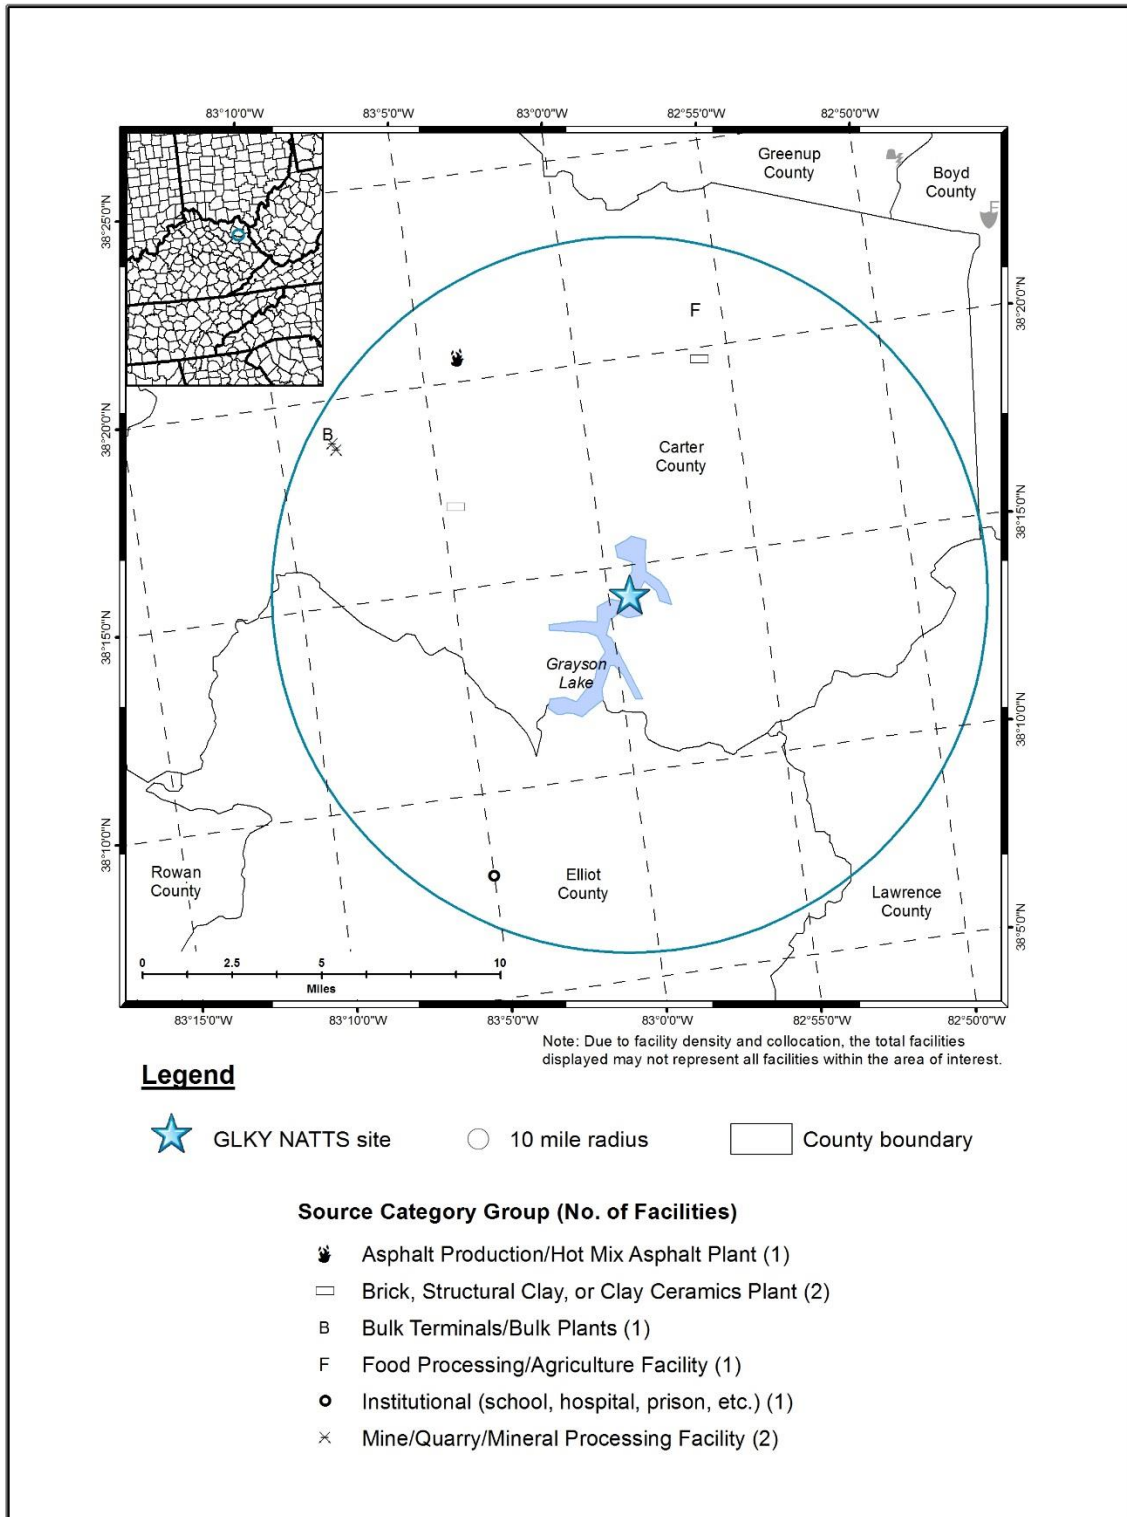 83°10'0"W
83°5'0"W
83°0'0"W
82°55'0"W
82°50'0"W
Greenup
County
Boyd
County
F
38°25'0"N
38°20'0"N
F
B
Carter
County
38°20'0"N
38°15'0"N
38°15'0"N
Grayson
Lake
38°10'0"N
38°10'0"N
Rowan
County
Elliot
County
Lawrence
County
38°5'0"N
0
2.5
5
10
Miles
83°15'0"W
83°10'0"W
83°5'0"W
83°0'0"W
82°55'0"W
82°50'0"W
Note: Due to facility density and collocation, the total facilities
displayed may not represent all facilities within the area of interest.
Legend
GLKY NATTS site
10 mile radius
County boundary
Source Category Group (No. of Facilities)
Asphalt Production/Hot Mix Asphalt Plant (1)
Brick, Structural Clay, or Clay Ceramics Plant (2)
B Bulk Terminals/Bulk Plants (1)
F Food Processing/Agriculture Facility (1)
Institutional (school, hospital, prison, etc.) (1)
Mine/Quarry/Mineral Processing Facility (2)